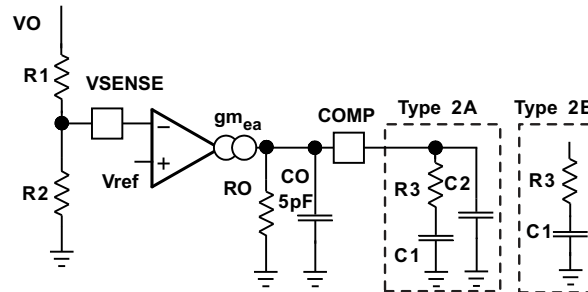 VO
R1
VSENSE
gm ea
COMP
Type 2A
Type 2B
Vref
R2
RO
CO
5pF
R3
C2
C1
R3
C1